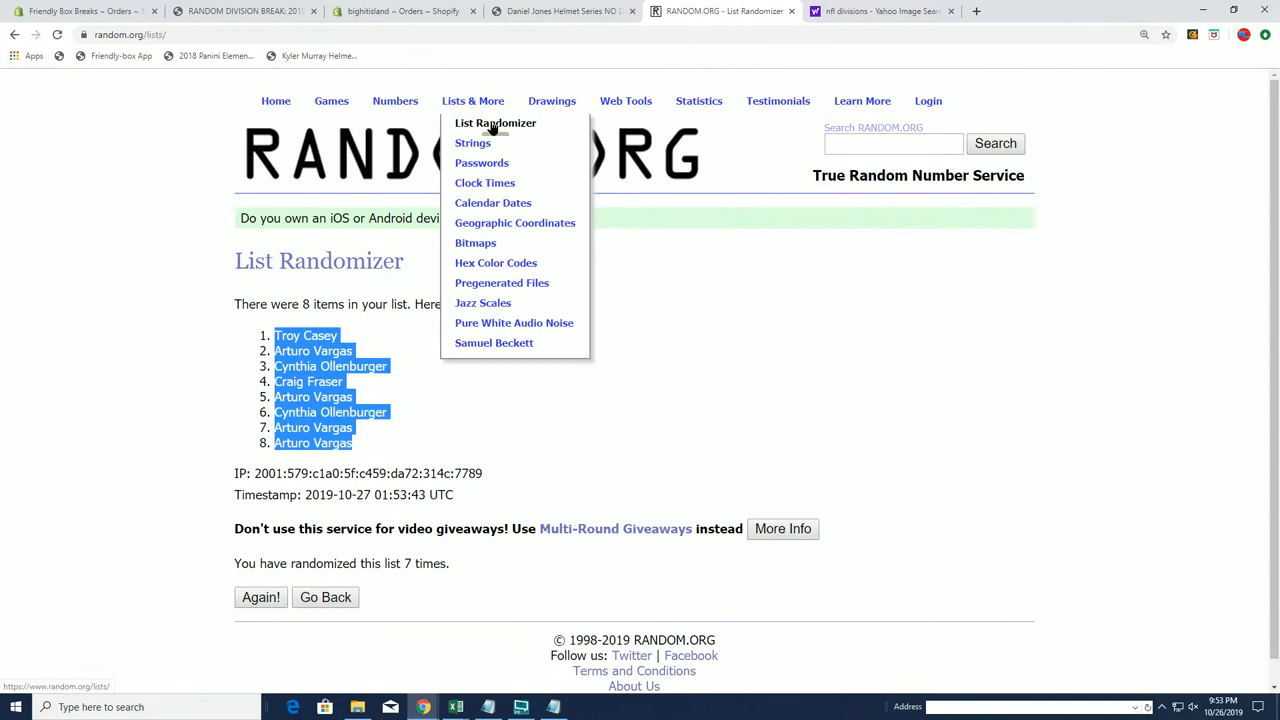 Friendly Box Breaks ~ Orders ~ S
RANDOM DIVISION BREAK 201
bighitisland ~ Orders ~ Shopify
Daniel Jones Helmet Series NO D
RANDOM.ORG - List Randomizer
nfl divisions - Yahoo Image Sear
random.org/lists/
Apps
Friendly-box App
2018 Panini Elemen...
Kyler Murray Helme...
Home
Games
Numbers
Lists & More
Drawings
Web Tools
Statistics
Testimonials
Learn More
Login
List Randomizer
Strings
Passwords
Clock Times
Calendar Dates
Geographic Coordinates
Bitmaps
Hex Color Codes
Pregenerated Files
Jazz Scales
Pure White Audio Noise
Samuel Beckett
RAND RG
Search RANDOM.ORG
Search
True Random Number Service
Do you own an iOS or Android devi
List Randomizer
There were 8 items in your list. Here
1. Troy Casey
2. Arturo Vargas
3. Cynthia Ollenburger
4. Craig Fraser
5. Arturo Vargas
6. Cynthia Ollenburger
7. Arturo Vargas
8. Arturo Vargas
IP: 2001:579:c1a0:5f:c459:da72:314c:7789
Timestamp: 2019-10-27 01:53:43 UTC
Don't use this service for video giveaways! Use Multi-Round Giveaways instead More Info
You have randomized this list 7 times.
Again! Go Back
© 1998-2019 RANDOM.ORG
Follow us: Twitter | Facebook
Terms and Conditions
About Us
https://www.random.org/lists/
Type here to search
Address
9:53 PM
10/26/2019